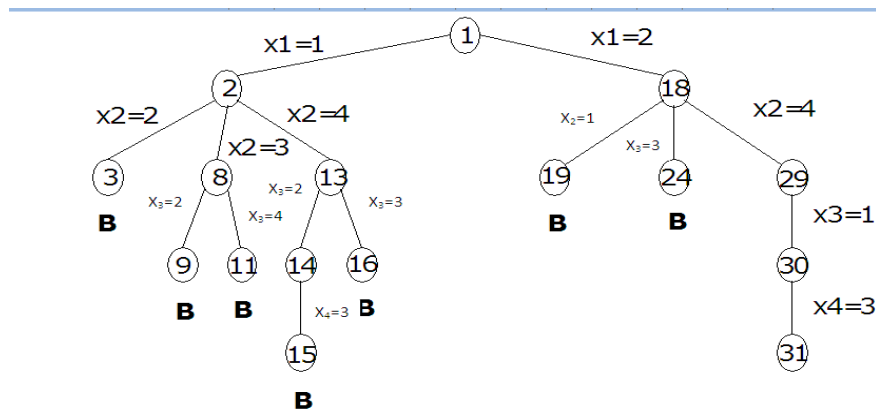 1
x1=1 x1=2
2 18
x2=2 x2=4 X₂=1 x2=4
x2=3 X₃=3
3 8 13 19 24 29
X₃=2 X₃=4 X₃=2 X₃=3
B B B x3=1
9 11 14 16 30
B B X₄=3 B x4=3
15 31
B